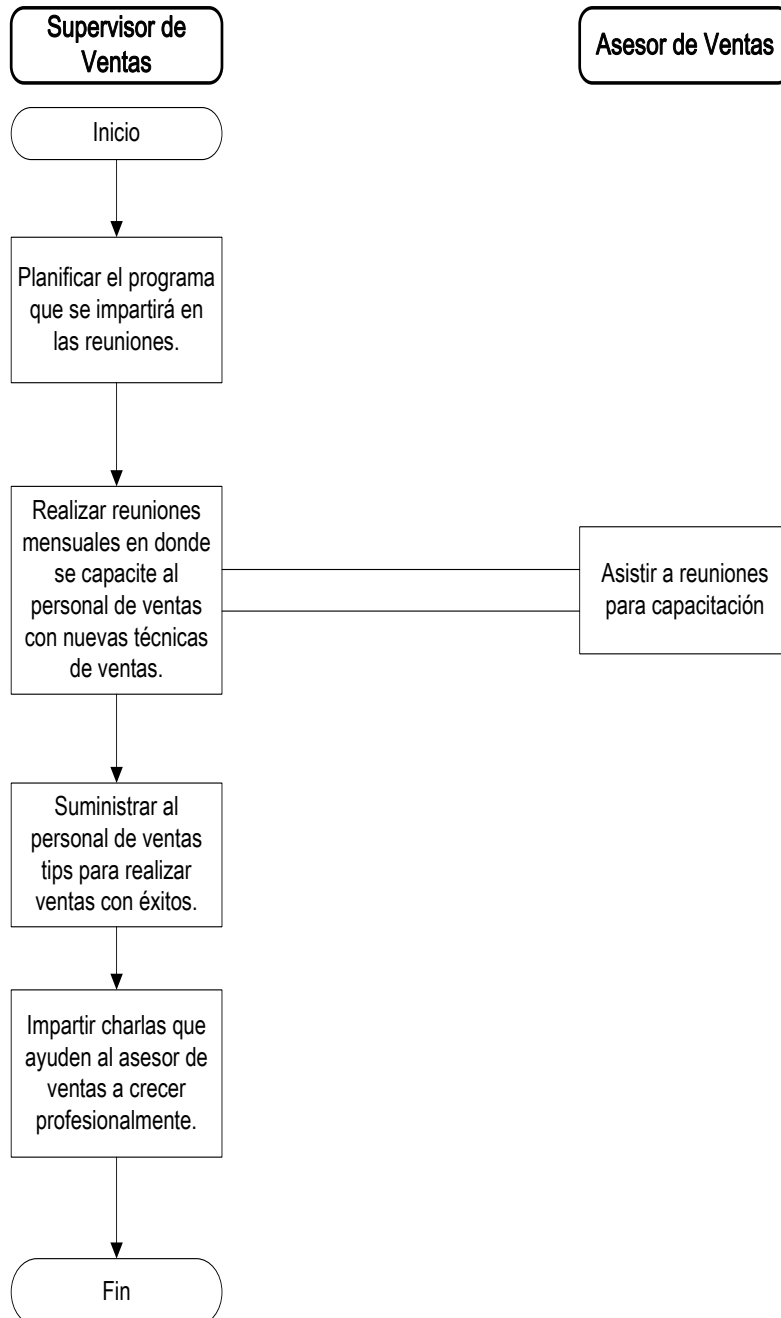 Supervisor de
Ventas
Asesor de Ventas
Inicio
Planificar el programa
que se impartirá en
las reuniones.
Realizar reuniones
mensuales en donde
se capacite al
personal de ventas
con nuevas técnicas
de ventas.
Asistir a reuniones
para capacitación
Suministrar al
personal de ventas
tips para realizar
ventas con éxitos.
Impartir charlas que
ayuden al asesor de
ventas a crecer
profesionalmente.
Fin